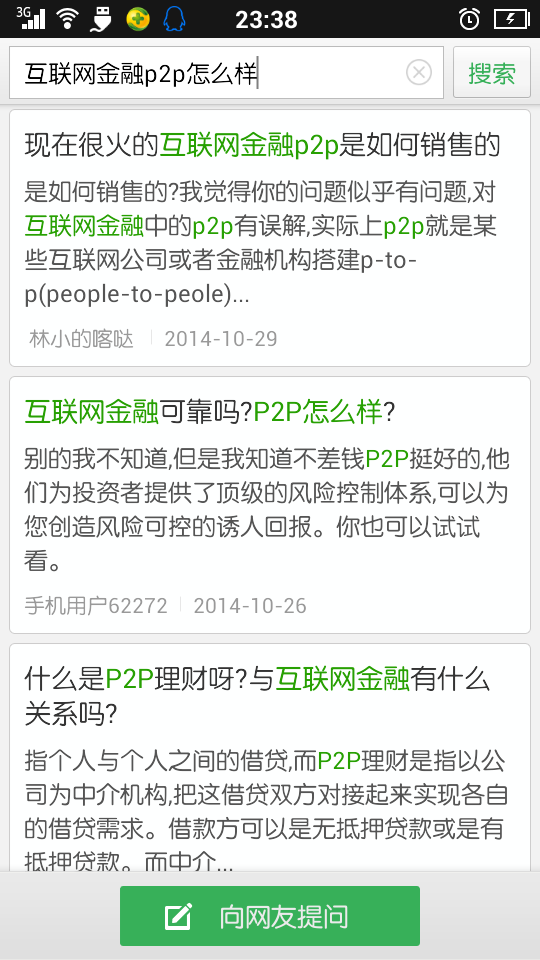 3G
23:38
互联网金融p2p怎么样
搜索
现在很火的互联网金融p2p是如何销售的
是如何销售的?我觉得你的问题似乎有问题,对
互联网金融中的p2p有误解,实际上p2p就是某
些互联网公司或者金融机构搭建p-to-
p(people-to-peole)...
林小的喀哒 2014-10-29
互联网金融可靠吗?P2P怎么样?
别的我不知道,但是我知道不差钱P2P挺好的,他
们为投资者提供了顶级的风险控制体系,可以为
您创造风险可控的诱人回报。你也可以试试
看。
手机用户62272 2014-10-26
什么是P2P理财呀?与互联网金融有什么
关系吗?
指个人与个人之间的借贷,而P2P理财是指以公
司为中介机构,把这借贷双方对接起来实现各自
的借贷需求。借款方可以是无抵押贷款或是有
抵押贷款。而中介...
向网友提问